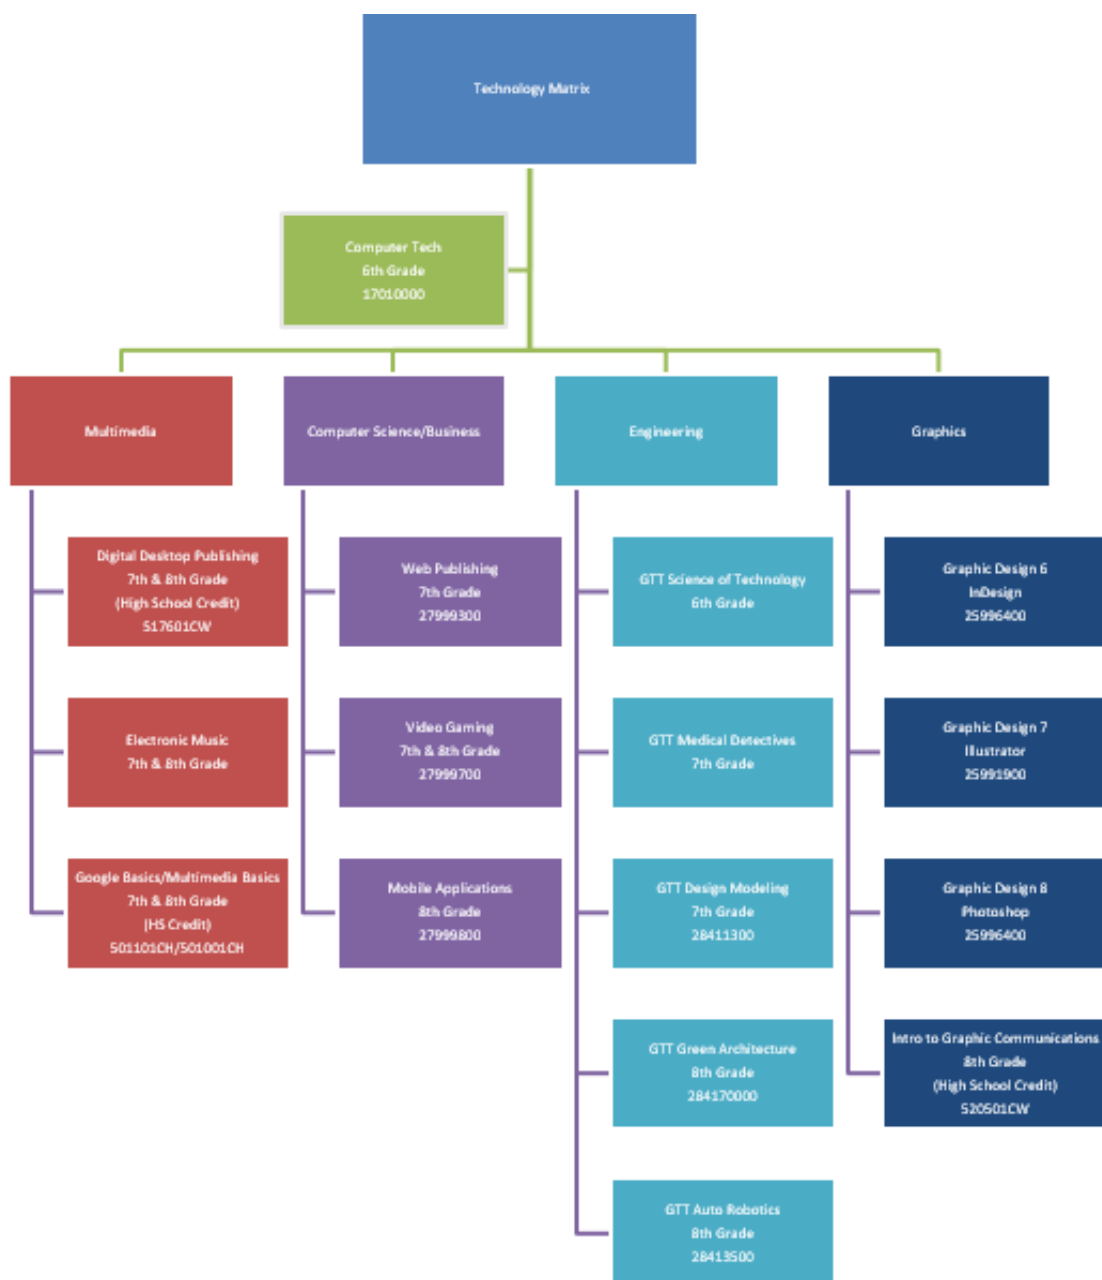 Technology Matrix
Computer Tech
6th Grade
17010000
Multimedia
Computer Science/Business
Engineering
Graphics
Digital Desktop Publishing
7th & 8th Grade
(High School Credit)
517601CW
Electronic Music
7th & 8th Grade
Google Basics/Multimedia Basics
7th & 8th Grade
(HS Credit)
501101CH/501001CH
Web Publishing
7th Grade
27999300
Video Gaming
7th & 8th Grade
27999700
Mobile Applications
8th Grade
27999800
GTT Science of Technology
6th Grade
GTT Medical Detectives
7th Grade
GTT Design Modeling
7th Grade
28411300
GTT Green Architecture
8th Grade
284170000
GTT Auto Robotics
8th Grade
28413500
Graphic Design 6
InDesign
25996400
Graphic Design 7
Illustrator
25991900
Graphic Design 8
Photoshop
25996400
Intro to Graphic Communications
8th Grade
(High School Credit)
520501CW